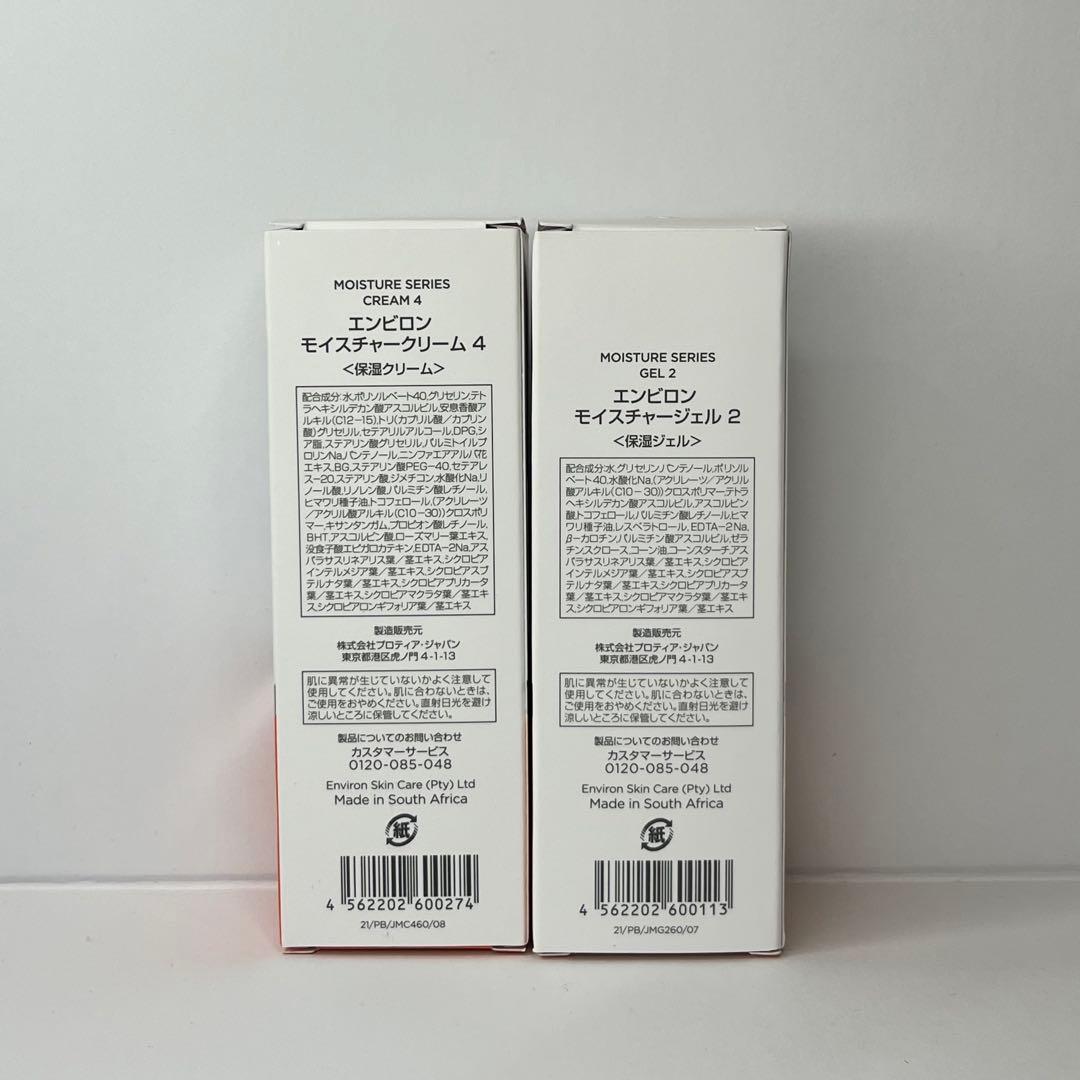 MOISTURE SERIES
CREAM 4
エンビロン
モイスチャークリーム 4
＜保湿クリーム＞
配合成分:水,ポリソルベート40,グリセリン,テト
ラヘキシルデカン酸アスコルビル,安息香酸ア
ルキル(C12-15),トリ(カプリル酸／カプリン
酸)グリセリル,セテアリルアルコール,DPG,シ
ア脂,ステアリン酸グリセリル,パルミトイルプ
ロリンNa,パンテノール,ニンファエアアルバ花
エキス,BG,ステアリン酸PEG-40,セテアレ
ス-20,ステアリン酸,ジメチコン,水酸化Na,リ
ノール酸,リノレン酸,パルミチン酸レチノール,
ヒマワリ種子油,トコフェロール,(アクリレーツ
／アクリル酸アルキル(C10-30))クロスポリ
マー,キサンタンガム,プロピオン酸レチノール,
BHT,アスコルビン酸,ローズマリー葉エキス,
没食子酸エピガロカテキン,EDTA-2Na,アス
パラサスリネアリス葉／茎エキス,シクロピア
インテルメジア葉／茎エキス,シクロピアスブ
テルナタ葉／茎エキス,シクロピアプリカータ
葉／茎エキス,シクロピアマクラタ葉／茎エキ
ス,シクロピアロンギフォリア葉／茎エキス
製造販売元
株式会社プロティア・ジャパン
東京都港区虎ノ門 4-1-13
肌に異常が生じていないかよく注意して
使用してください。肌に合わないときは、
ご使用をおやめください。直射日光を避け
涼しいところに保管してください。
製品についてのお問い合わせ
カスタマーサービス
0120-085-048
Environ Skin Care (Pty) Ltd
Made in South Africa
紙
4 562202 600274
21/PB/JMC460/08
MOISTURE SERIES
GEL 2
エンビロン
モイスチャージェル 2
＜保湿ジェル＞
配合成分:水,グリセリン,パンテノール,ポリソル
ベート40,水酸化Na,(アクリレーツ／アクリル
酸アルキル(C10-30))クロスポリマー,テトラ
ヘキシルデカン酸アスコルビル,アスコルビン
酸,トコフェロール,パルミチン酸レチノール,ヒマ
ワリ種子油,レスベラトロール,EDTA-2Na,
β-カロチン,パルミチン酸アスコルビル,ゼラ
チン,スクロース,コーン油,コーンスターチ,アス
パラサスリネアリス葉／茎エキス,シクロピア
インテルメジア葉／茎エキス,シクロピアスブ
テルナタ葉／茎エキス,シクロピアプリカータ
葉／茎エキス,シクロピアマクラタ葉／茎エキ
ス,シクロピアロンギフォリア葉／茎エキス
製造販売元
株式会社プロティア・ジャパン
東京都港区虎ノ門 4-1-13
肌に異常が生じていないかよく注意して
使用してください。肌に合わないときは、
ご使用をおやめください。直射日光を避け
涼しいところに保管してください。
製品についてのお問い合わせ
カスタマーサービス
0120-085-048
Environ Skin Care (Pty) Ltd
Made in South Africa
紙
4 562202 600113
21/PB/JMG260/07